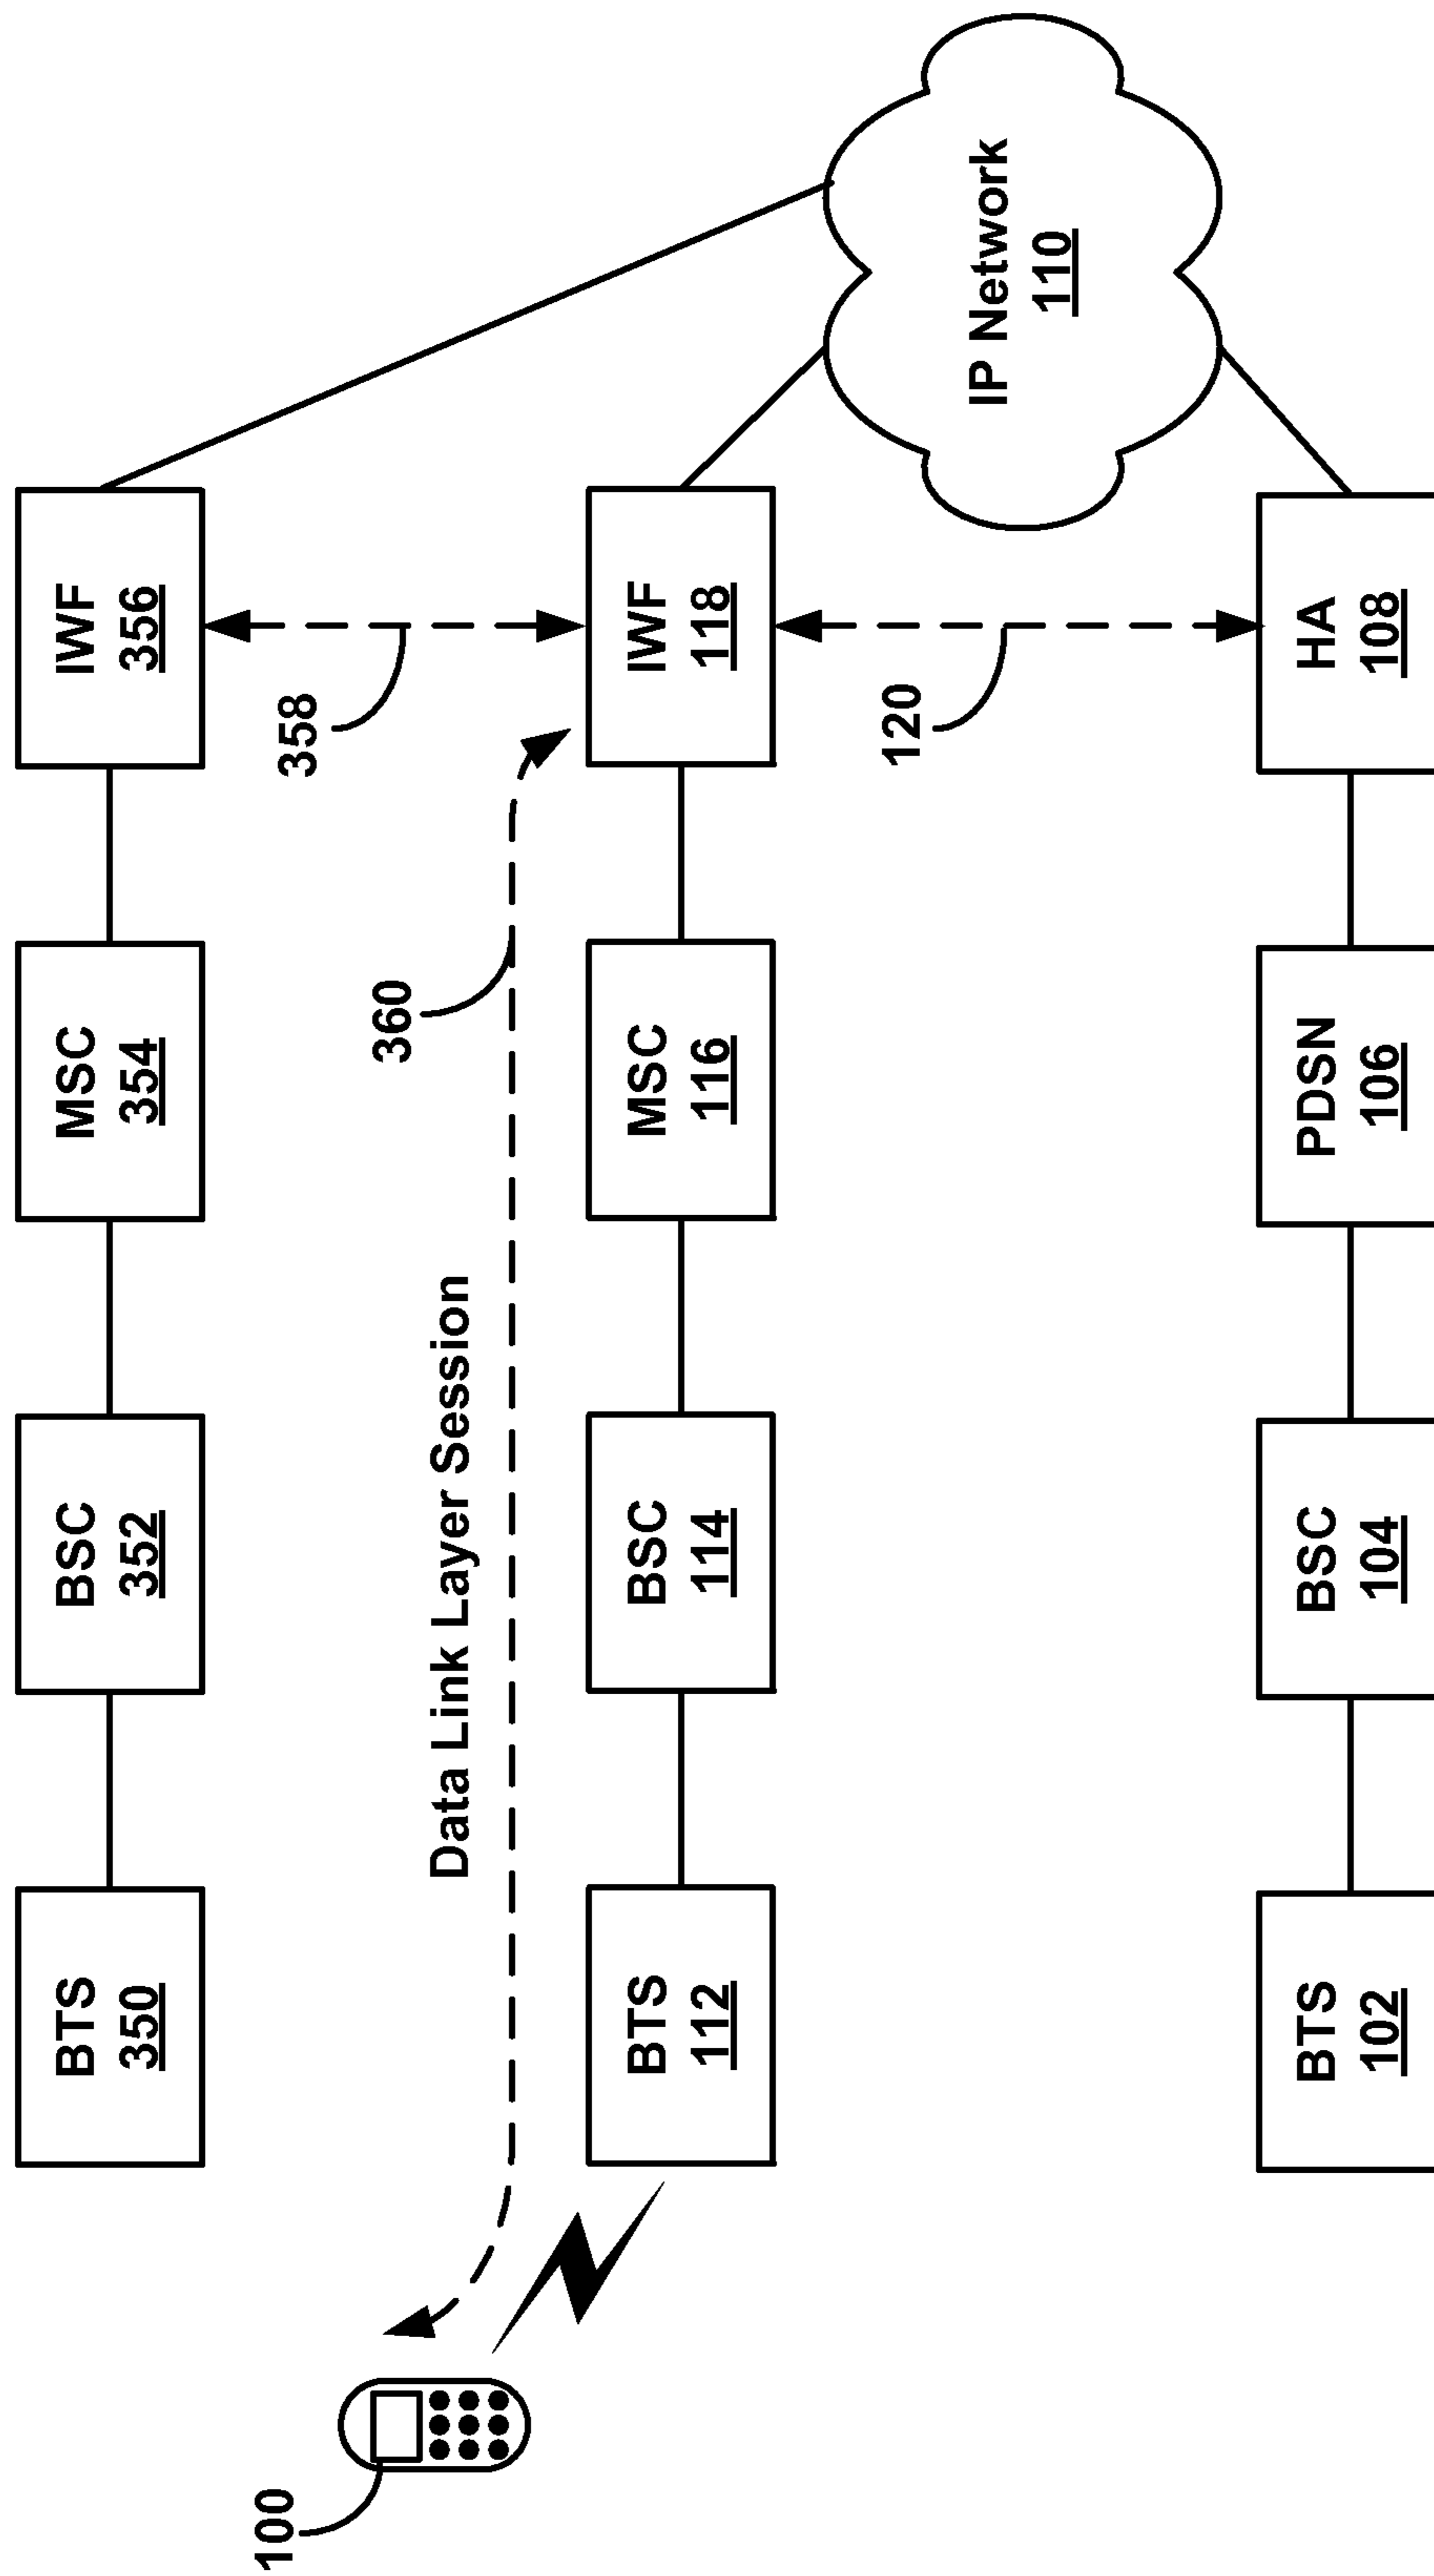 BTS
350
BSC
352
MSC
354
IWF
356
358
100
Data Link Layer Session
360
BTS
112
BSC
114
MSC
116
IWF
118
120
IP Network
110
BTS
102
BSC
104
PDSN
106
HA
108